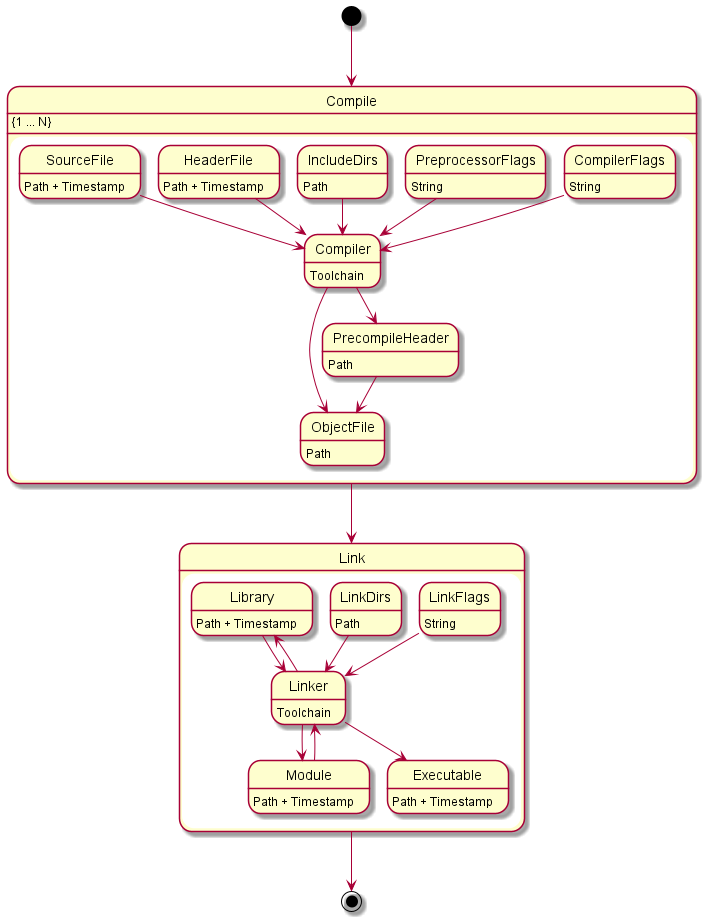 Compile
{1 ... N}
SourceFile
Path + Timestamp
HeaderFile
Path + Timestamp
IncludeDirs
Path
PreprocessorFlags
String
CompilerFlags
String
Compiler
Toolchain
PrecompileHeader
Path
ObjectFile
Path
Link
Library
Path + Timestamp
LinkDirs
Path
LinkFlags
String
Linker
Toolchain
Module
Path + Timestamp
Executable
Path + Timestamp